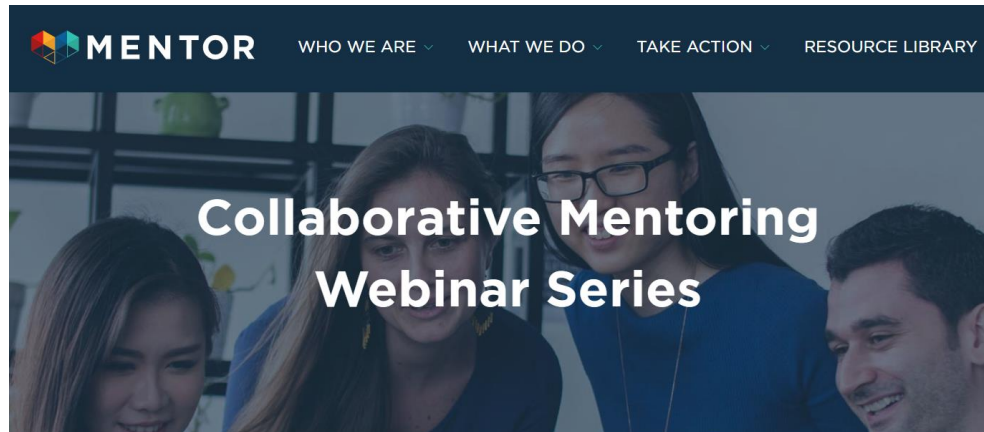 MENTOR WHO WE ARE WHAT WE DO TAKE ACTION RESOURCE LIBRARY
Collaborative Mentoring
Webinar Series